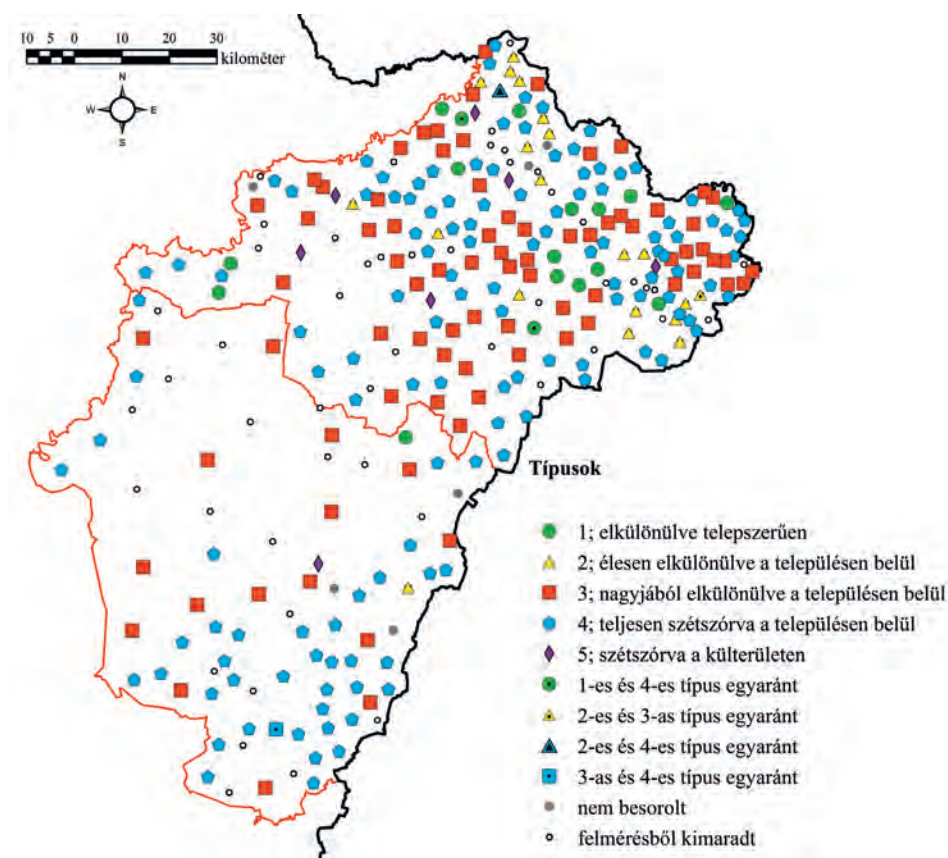 10 5 0 10 20 30
kilométer
N
W E
S
Típusok
1; elkülönülve telepszerűen
2; élesen elkülönülve a településen belül
3; nagyjából elkülönülve a településen belül
4; teljesen szétszórva a településen belül
5; szétszórva a külterületen
1-es és 4-es típus egyaránt
2-es és 3-as típus egyaránt
2-es és 4-es típus egyaránt
3-as és 4-es típus egyaránt
nem besorolt
felmérésből kimaradt